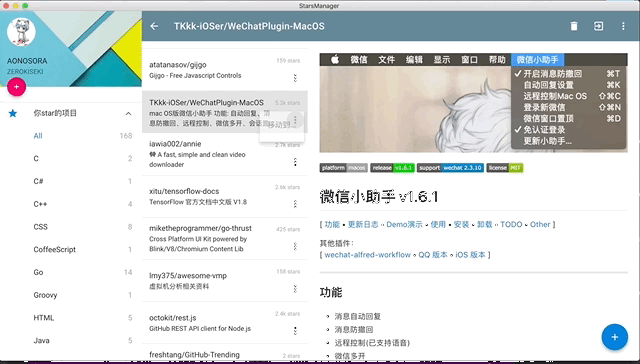 StarsManager
AONOSORA
ZEROKISEKI
你star的项目
All 168
C 2
C# 1
C++ 4
CSS 8
CoffeeScript 1
Go 14
Groovy 1
HTML 5
Java 1
TKkk-iOSer/WeChatPlugin-MacOS
159 stars
atatanasov/gijgo
Gijgo - Free Javascript Controls
5.3k stars
TKkk-iOSer/WeChatPlugin-MacOS
mac OS版微信小助手 功能: 自动回复、消
息防撤回、远程控制、微信多开、会话
移动到
2.7k stars
iawia002/annie
A fast, simple and clean video
downloader
2.6k stars
xitu/tensorflow-docs
TensorFlow 官方文档中文版 V1.8
425 stars
miketheprogrammer/go-thrust
Cross Platform UI Kit powered by
Blink/V8/Chromium Content Lib
158 stars
lmy375/awesome-vmp
虚拟机分析相关资料
2.4k stars
octokit/rest.js
GitHub REST API client for Node.js
freshtang/GitHub-Trending
微信 文件 编辑 显示 窗口 帮助 微信小助手
✓ 开启消息防撤回 ⌘T
自动回复设置 ⌘K
远程控制Mac OS ⇧⌘C
登录新微信 ⇧⌘N
微信窗口置顶 ⌘D
✓ 免认证登录
更新小助手...
platform macos release v1.6.1 support wechat 2.3.10 license MIT
微信小助手 v1.6.1
[ 功能 • 更新日志 • Demo演示 • 使用 • 安装 • 卸载 • TODO • Other ]
其他插件:
[ wechat-alfred-workflow • QQ 版本 • iOS 版本 ]
功能
• 消息自动回复
• 消息防撤回
• 远程控制(已支持语音)
• 微信多开